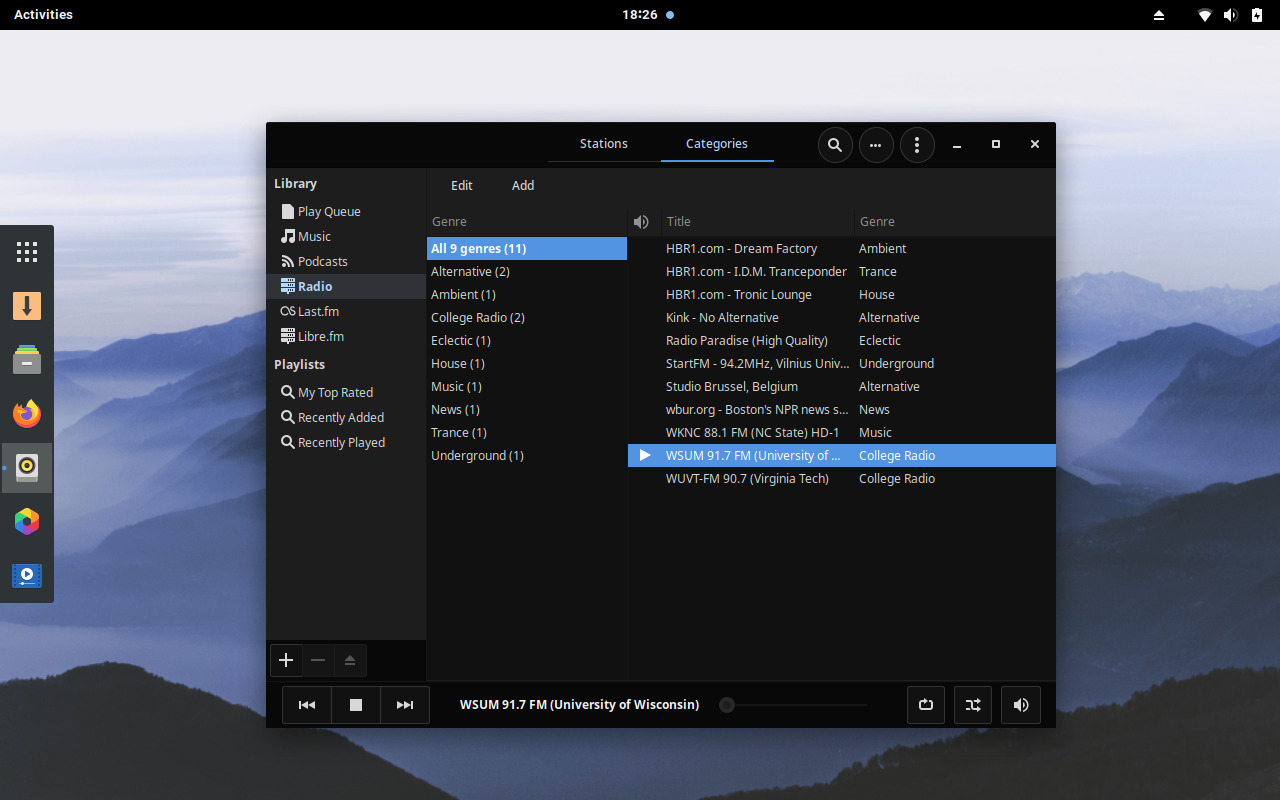 Activities
18:26
Stations
Categories
Library
Play Queue
Music
Podcasts
Radio
Last.fm
Libre.fm
Playlists
My Top Rated
Recently Added
Recently Played
Edit
Add
Genre
All 9 genres (11)
Alternative (2)
Ambient (1)
College Radio (2)
Eclectic (1)
House (1)
Music (1)
News (1)
Trance (1)
Underground (1)
Title Genre
HBR1.com - Dream Factory Ambient
HBR1.com - I.D.M. Tranceponder Trance
HBR1.com - Tronic Lounge House
Kink - No Alternative Alternative
Radio Paradise (High Quality) Eclectic
StartFM - 94.2MHz, Vilnius Univ... Underground
Studio Brussel, Belgium Alternative
wbur.org - Boston's NPR news s... News
WKNC 88.1 FM (NC State) HD-1 Music
WSUM 91.7 FM (University of ... College Radio
WUVT-FM 90.7 (Virginia Tech) College Radio
WSUM 91.7 FM (University of Wisconsin)